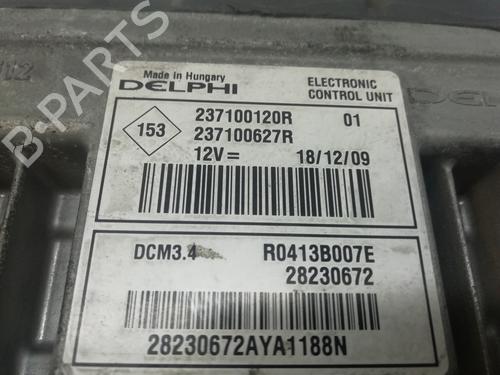 Made in Hungary
DELPHI
ELECTRONIC
CONTROL UNIT
153
237100120R 01
237100627R
12V= 18/12/09
DCM3.4 R0413B007E
28230672
28230672AYA1188N
DELPHI
B-PARTS